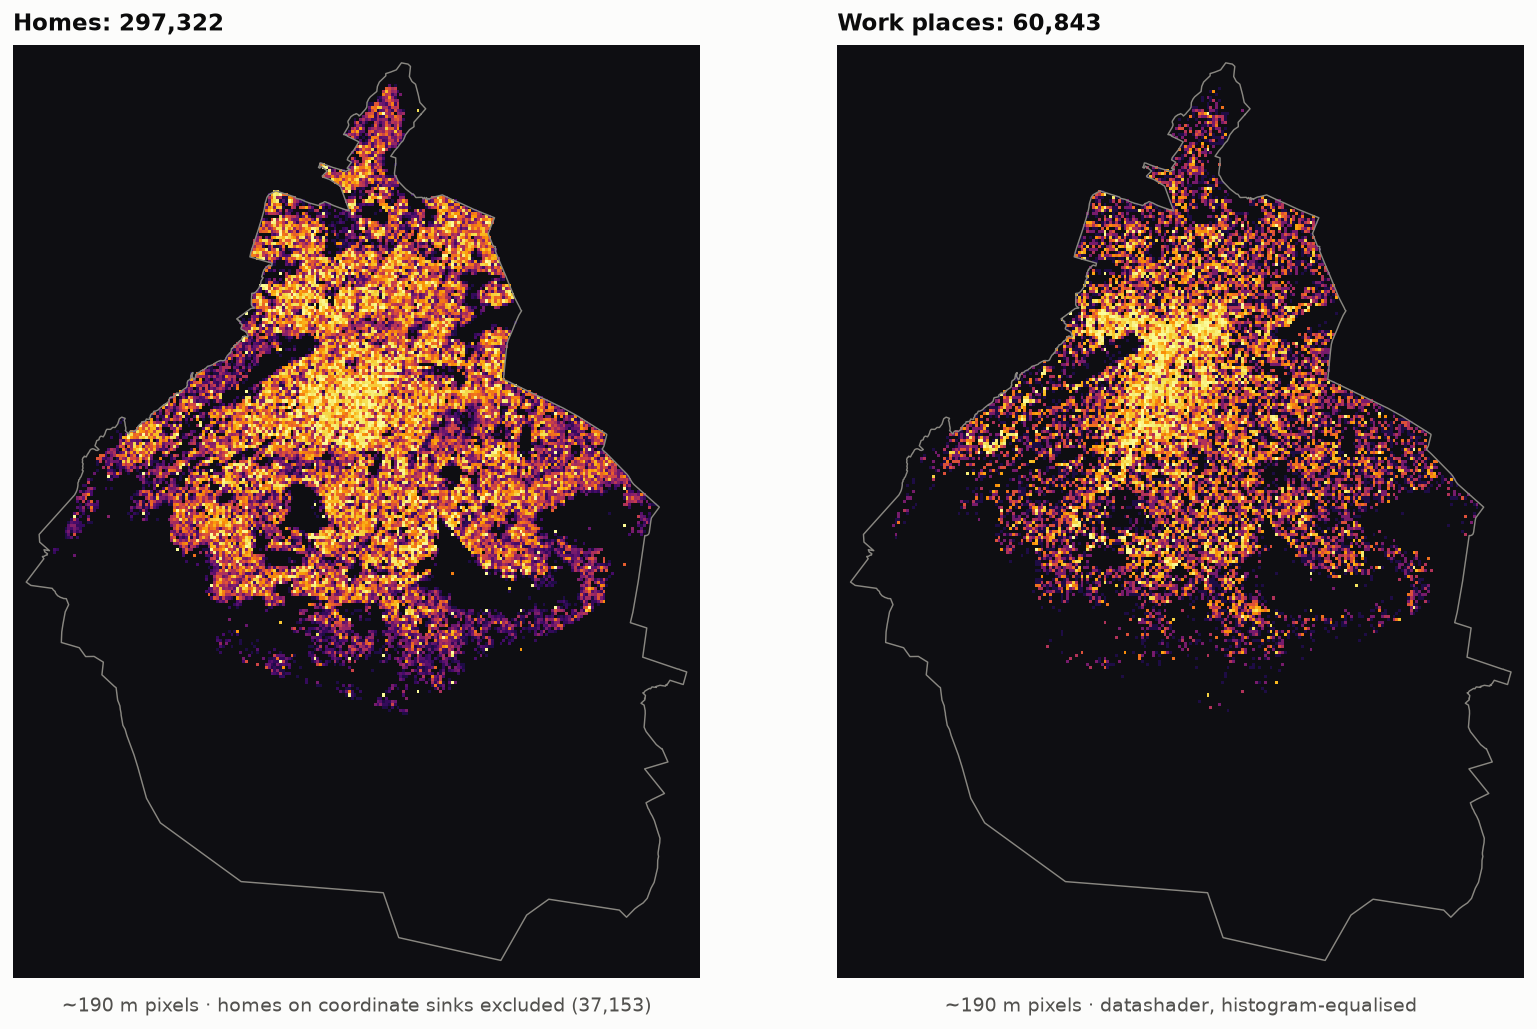 Homes: 297,322
Work places: 60,843
~190 m pixels · homes on coordinate sinks excluded (37,153)
~190 m pixels · datashader, histogram-equalised